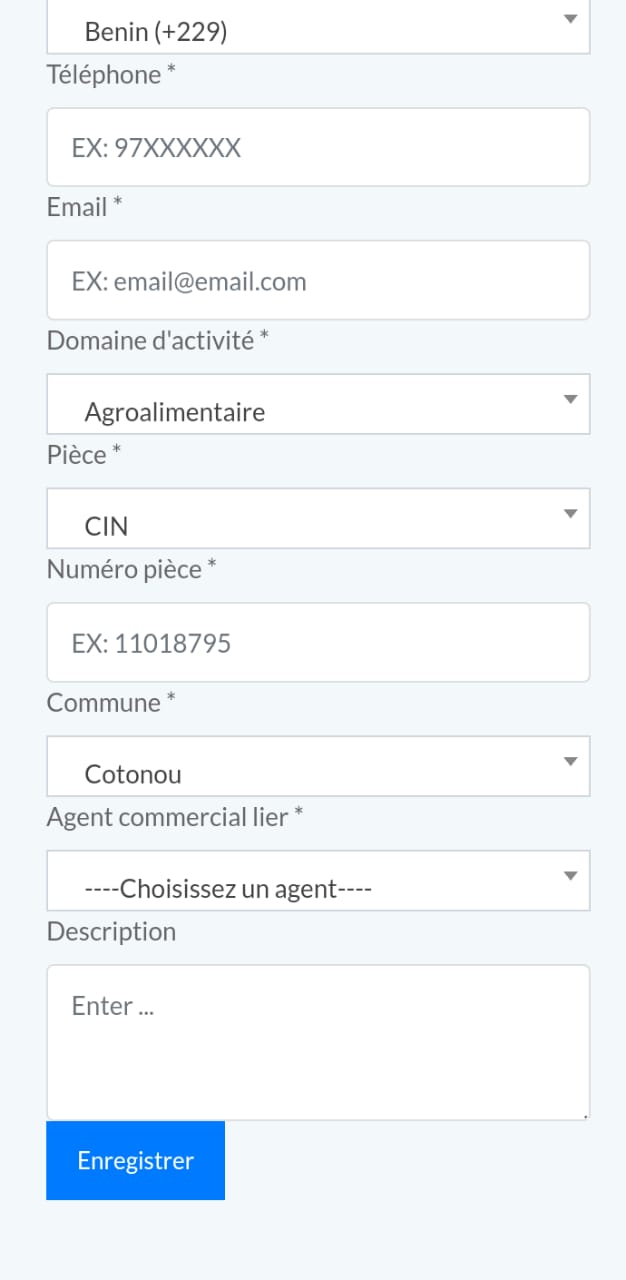 Benin (+229)
Téléphone *
EX: 97XXXXXX
Email *
EX: email@email.com
Domaine d'activité *
Agroalimentaire
Pièce *
CIN
Numéro pièce *
EX: 11018795
Commune *
Cotonou
Agent commercial lier *
----Choisissez un agent----
Description
Enter ...
Enregistrer